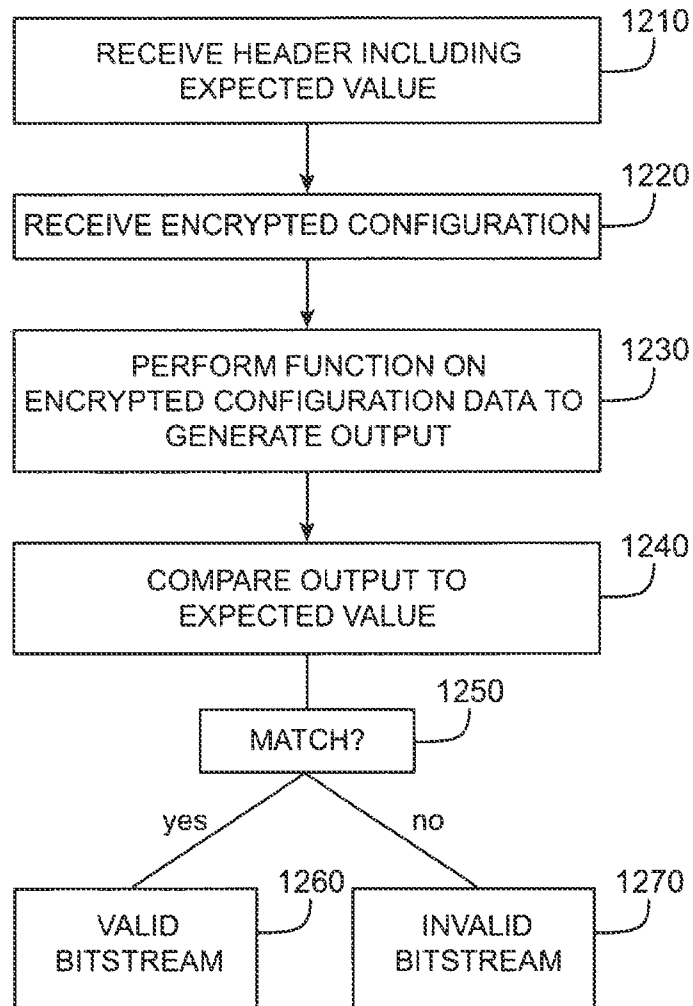 1210
RECEIVE HEADER INCLUDING
EXPECTED VALUE
1220
RECEIVE ENCRYPTED CONFIGURATION
1230
PERFORM FUNCTION ON
ENCRYPTED CONFIGURATION DATA TO
GENERATE OUTPUT
1240
COMPARE OUTPUT TO
EXPECTED VALUE
1250
MATCH?
yes
no
1260
VALID
BITSTREAM
1270
INVALID
BITSTREAM